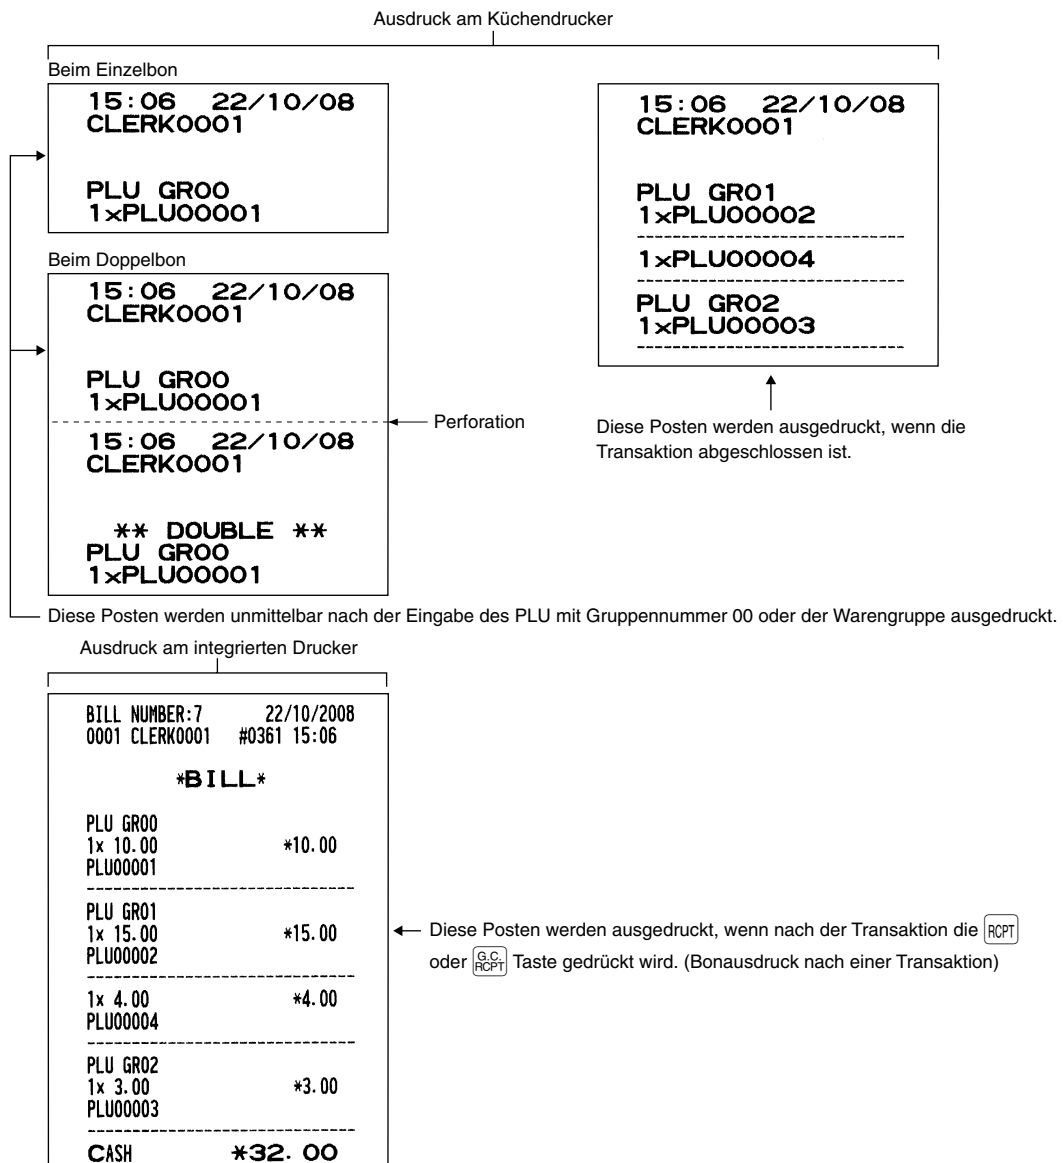 Ausdruck am Küchendrucker
Beim Einzelbon
15:06 22/10/08
CLERK0001
PLU GR00
1xPLU00001
Beim Doppelbon
15:06 22/10/08
CLERK0001
PLU GR00
1xPLU00001
Perforation
15:06 22/10/08
CLERK0001
** DOUBLE **
PLU GR00
1xPLU00001
15:06 22/10/08
CLERK0001
PLU GR01
1xPLU00002
1xPLU00004
PLU GR02
1xPLU00003
Diese Posten werden ausgedruckt, wenn die
Transaktion abgeschlossen ist.
Diese Posten werden unmittelbar nach der Eingabe des PLU mit Gruppennummer 00 oder der Warengruppe ausgedruckt.
Ausdruck am integrierten Drucker
BILL NUMBER:7 22/10/2008
0001 CLERK0001 #0361 15:06
*BILL*
PLU GR00
1x 10.00 *10.00
PLU00001
PLU GR01
1x 15.00 *15.00
PLU00002
1x 4.00 *4.00
PLU00004
PLU GR02
1x 3.00 *3.00
PLU00003
CASH *32.00
Diese Posten werden ausgedruckt, wenn nach der Transaktion die RCPT
oder G.C. RCPT Taste gedrückt wird. (Bonausdruck nach einer Transaktion)